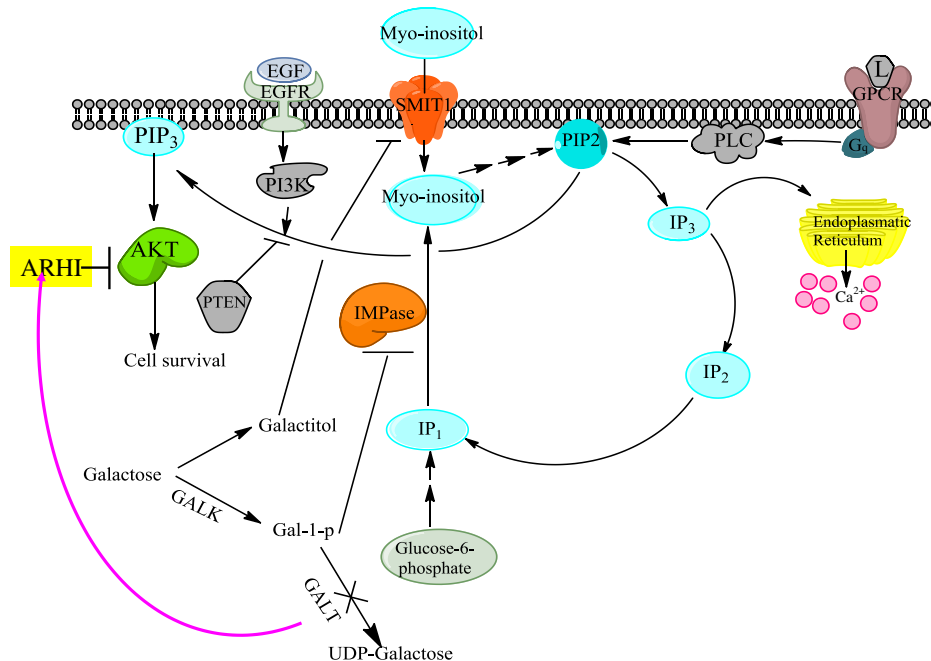 Myo-inositol
EGF
EGFR
SMIT1
L
GPCR
PIP3
PIP2
PLC
Gq
PI3K
Myo-inositol
IP3
Endoplasmatic
Reticulum
ARHI
AKT
PTEN
IMPase
Ca2+
Cell survival
IP2
Galactitol
IP1
Galactose
GALK
Gal-1-p
Glucose-6-
phosphate
GALT
UDP-Galactose